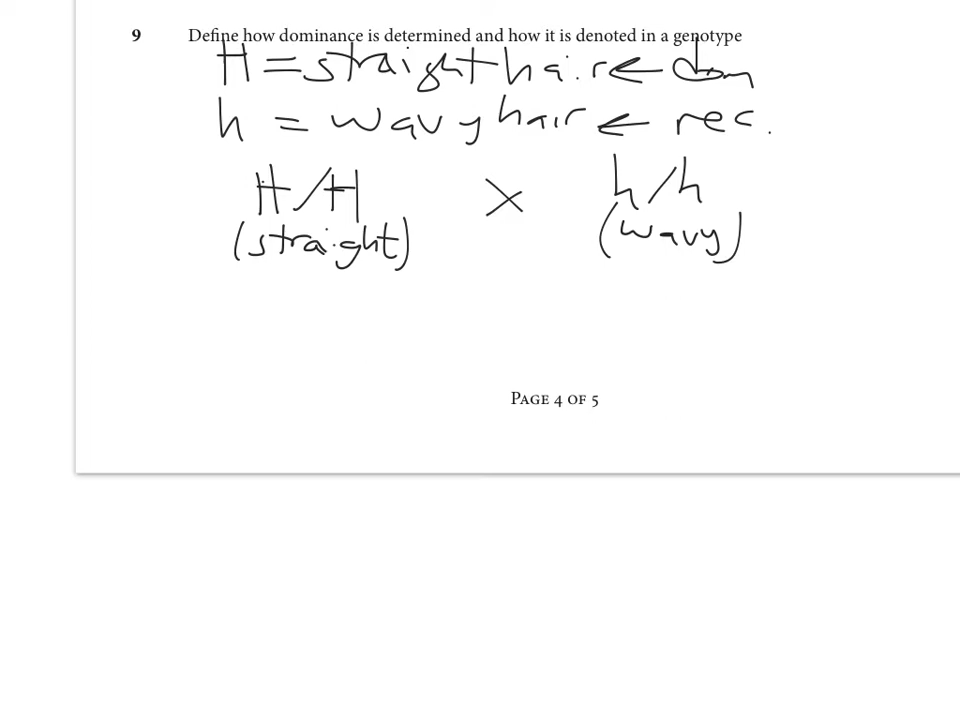 9 Define how dominance is determined and how it is denoted in a genotype
H = straight hair ← dom
h = wavy hair ← rec.
H/H × h/h
(straight) (wavy)
PAGE 4 OF 5